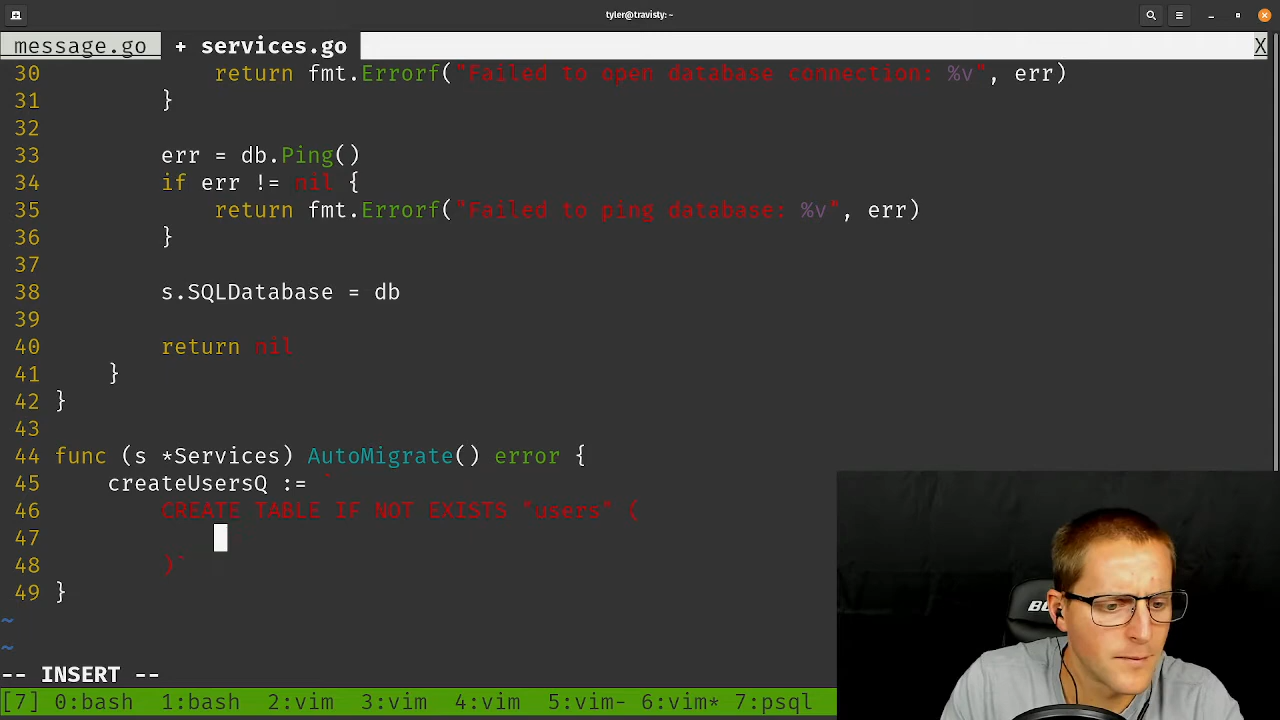 tyler@travisty: ~
message.go + services.go X
30 return fmt.Errorf("Failed to open database connection: %v", err)
31 }
32
33 err = db.Ping()
34 if err != nil {
35 return fmt.Errorf("Failed to ping database: %v", err)
36 }
37
38 s.SQLDatabase = db
39
40 return nil
41 }
42 }
43
44 func (s *Services) AutoMigrate() error {
45 createUsersQ := `
46 CREATE TABLE IF NOT EXISTS "users" (
47
48 )`
49 }
~
~
-- INSERT --
[7] 0:bash 1:bash 2:vim 3:vim 4:vim 5:vim- 6:vim* 7:psql